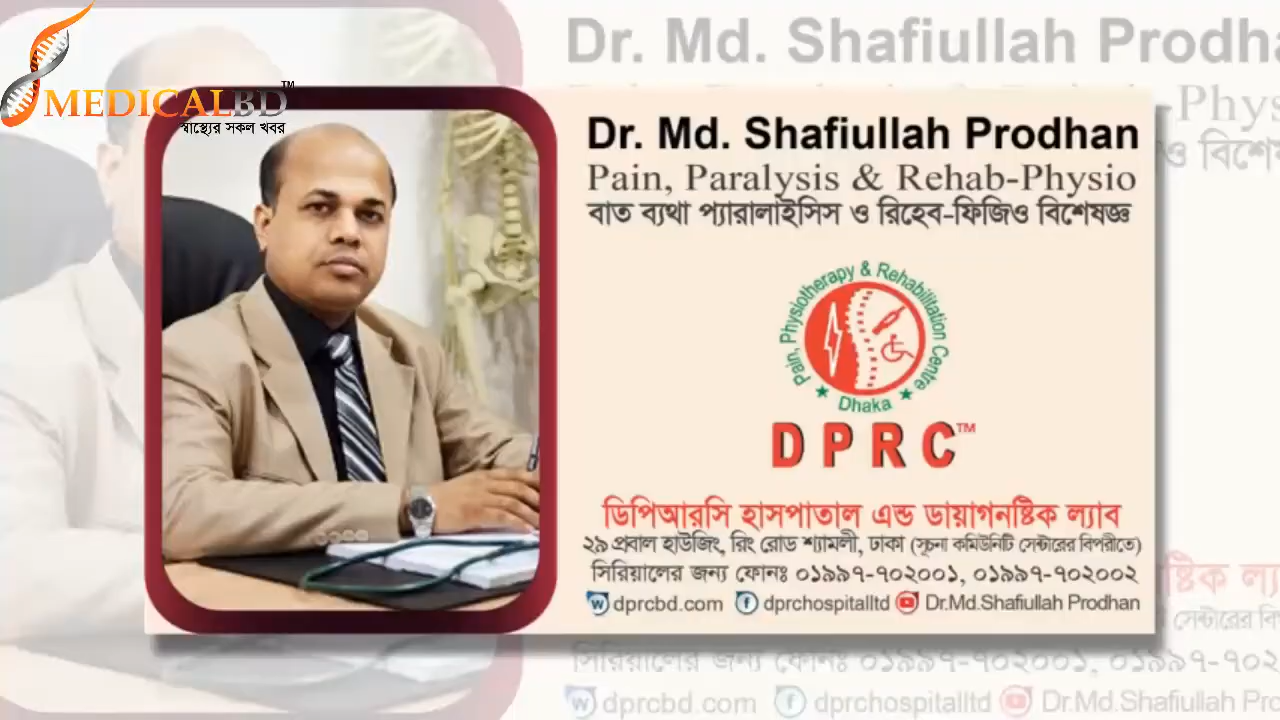 MEDICALBD™
স্বাস্থ্যের সকল খবর
Dr. Md. Shafiullah Prodhan
Pain, Paralysis & Rehab-Physio
বাত ব্যথা প্যারালাইসিস ও রিহেব-ফিজিও বিশেষজ্ঞ
Pain, Physiotherapy & Rehabilitation Centre
Dhaka
DPRC™
ডিপিআরসি হাসপাতাল এন্ড ডায়াগনষ্টিক ল্যাব
২৯ প্রবাল হাউজিং, রিং রোড শ্যামলী, ঢাকা (সূচনা কমিউনিটি সেন্টারের বিপরীতে)
সিরিয়ালের জন্য ফোনঃ ০১৯৯৭-৭০২০০১, ০১৯৯৭-৭০২০০২
dprcbd.com dprchospitalltd Dr.Md.Shafiullah Prodhan